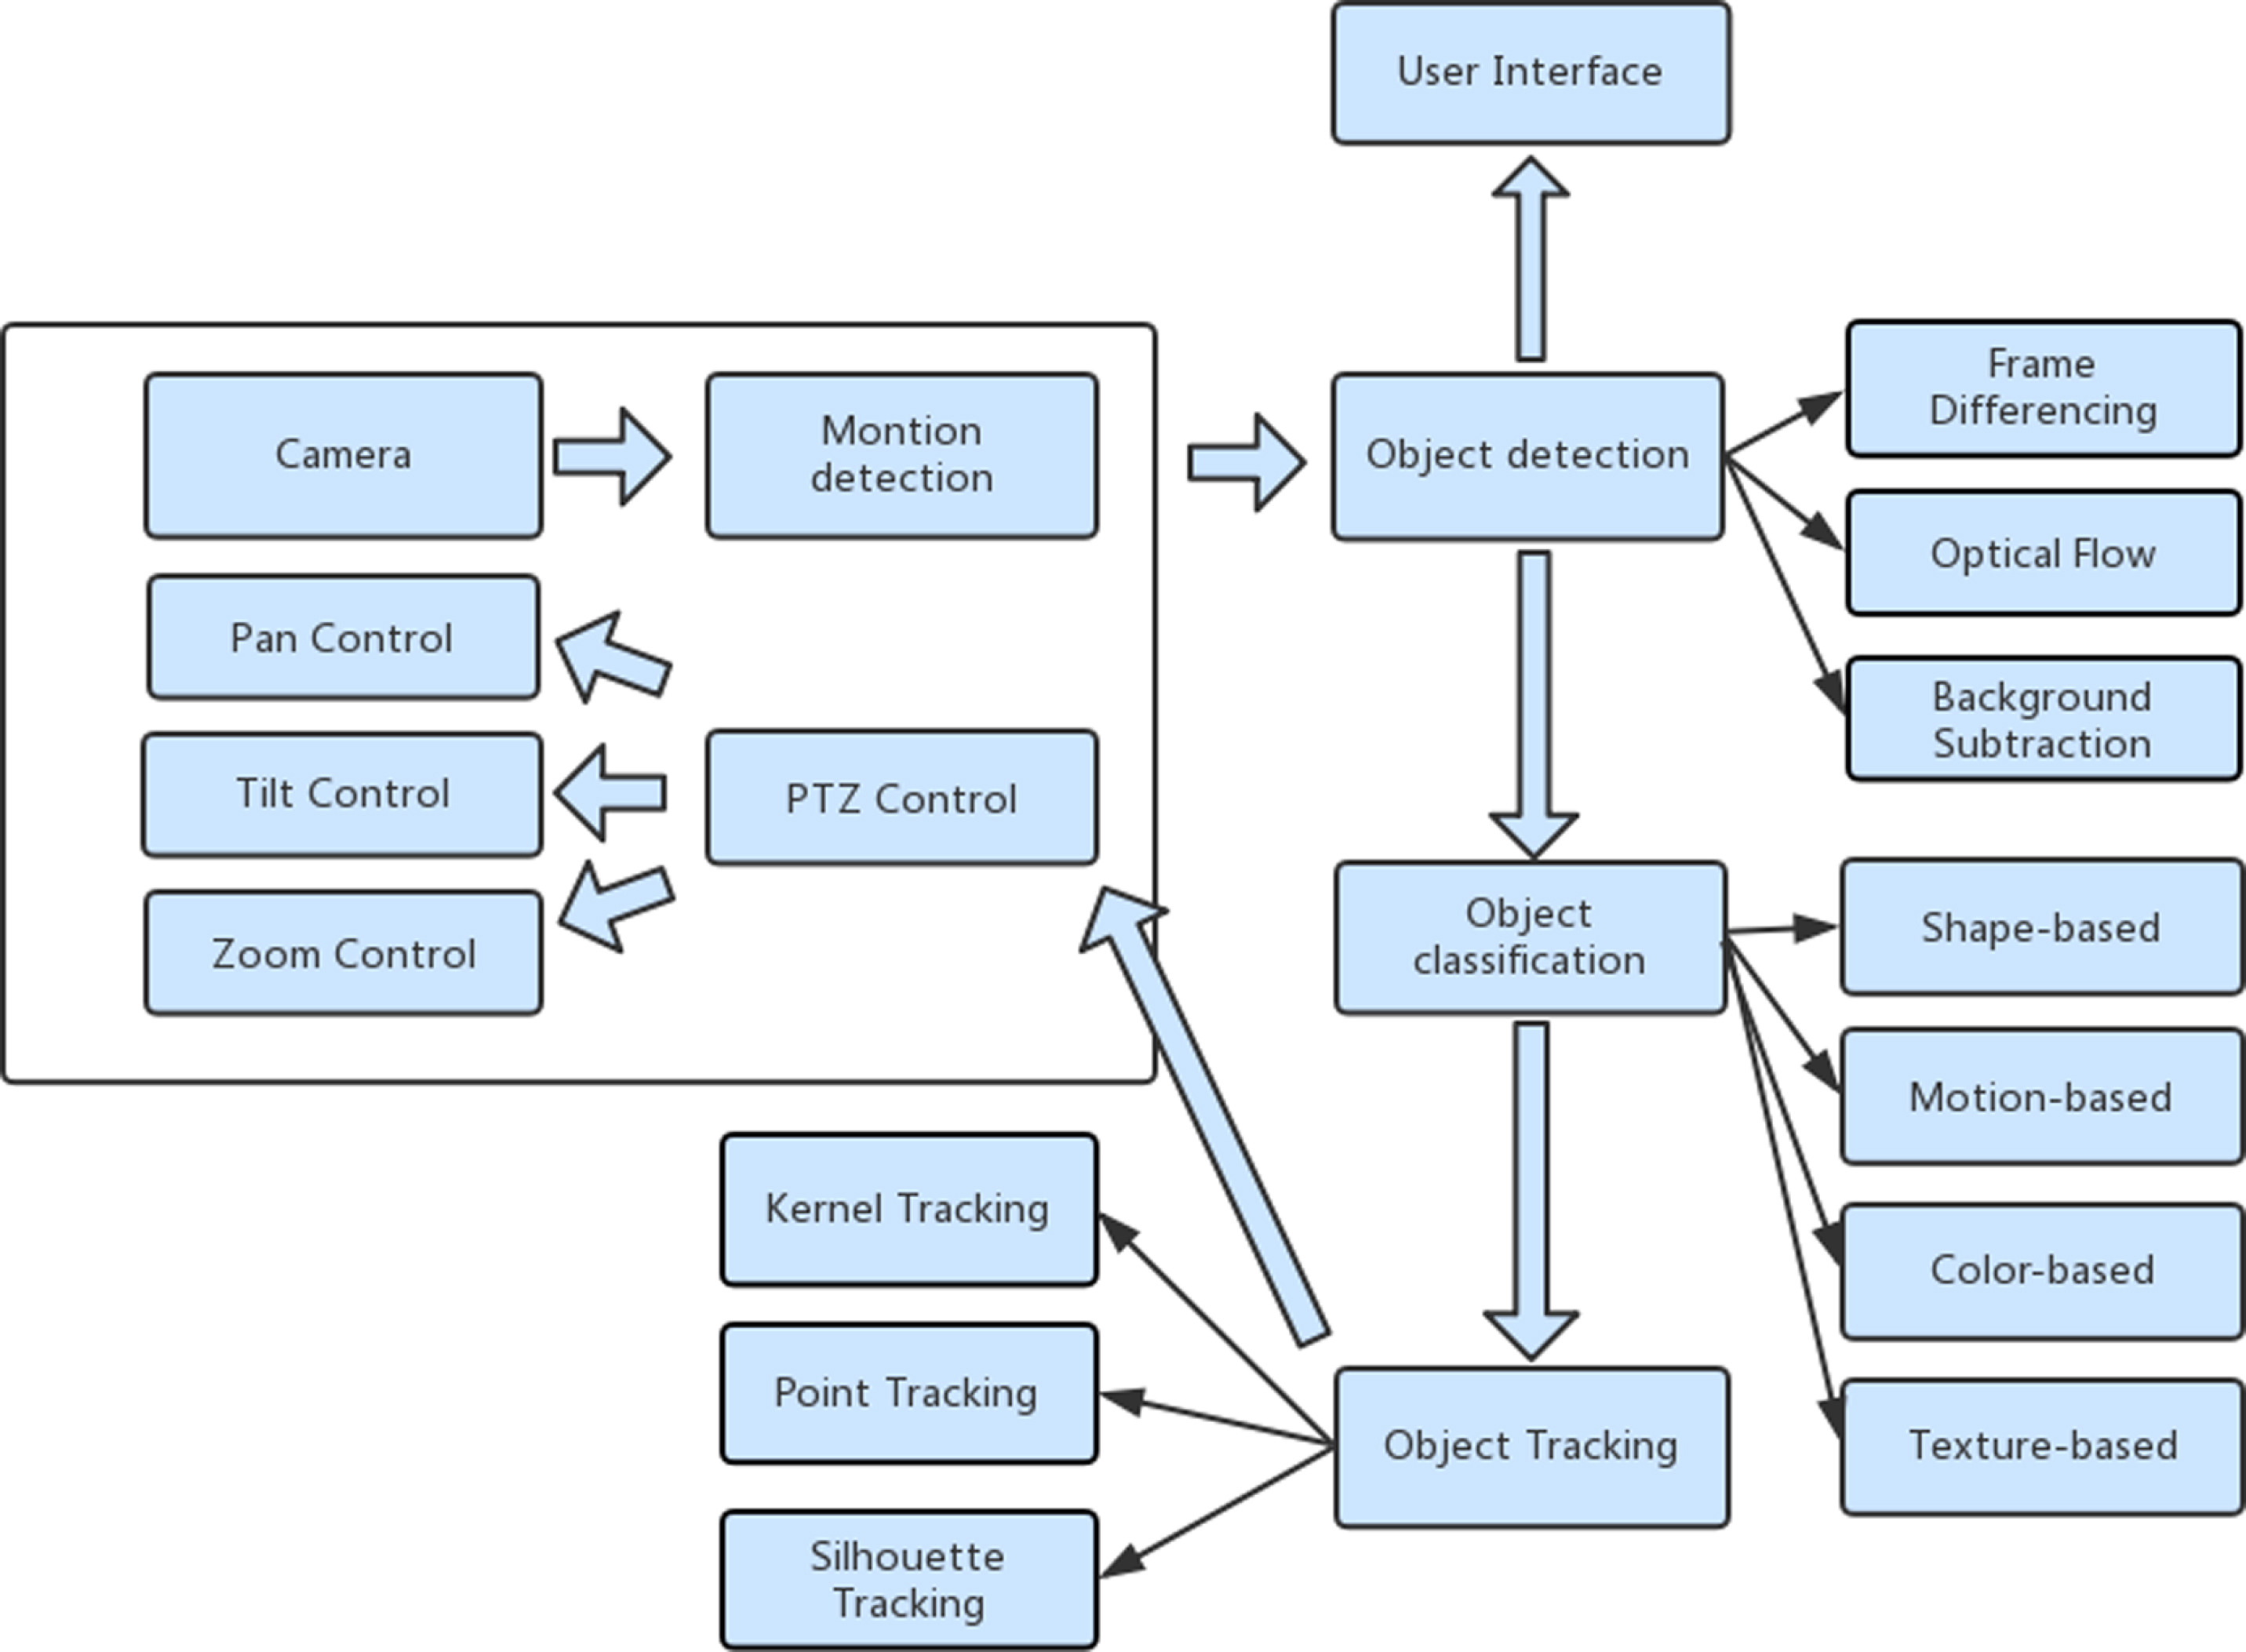 User Interface
Camera
Montion
detection
Object detection
Frame
Differencing
Optical Flow
Background
Subtraction
Pan Control
Tilt Control
PTZ Control
Zoom Control
Object
classification
Shape-based
Motion-based
Color-based
Texture-based
Kernel Tracking
Point Tracking
Object Tracking
Silhouette
Tracking